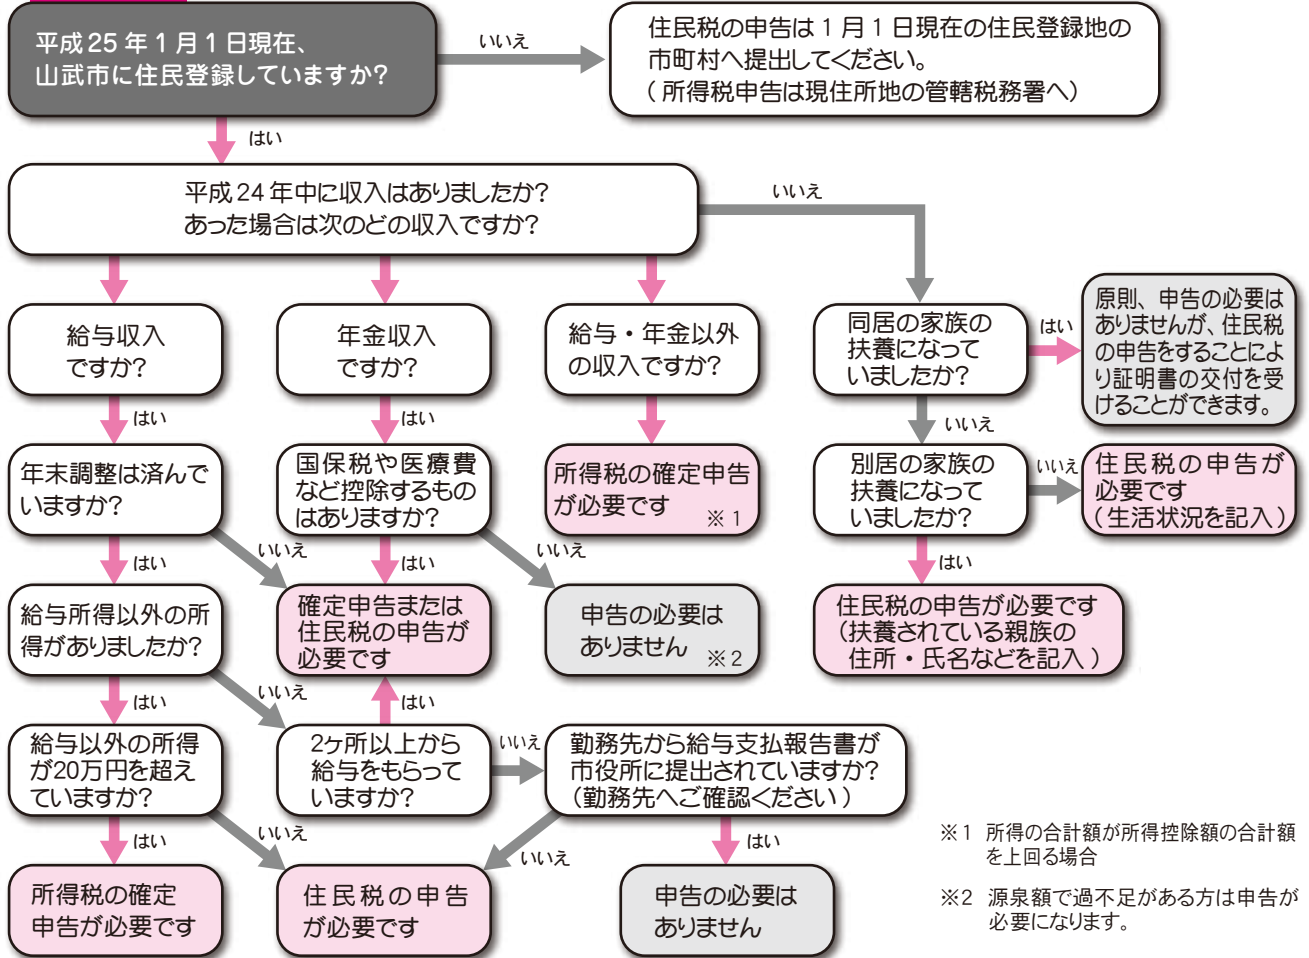 平成25年1月1日現在、
山武市に住民登録していますか?
いいえ
住民税の申告は1月1日現在の住民登録地の
市町村へ提出してください。
(所得税申告は現住所地の管轄税務署へ)
はい
平成24年中に収入はありましたか?
あった場合は次のどの収入ですか?
いいえ
給与収入
ですか?
年金収入
ですか?
給与・年金以外
の収入ですか?
同居の家族の
扶養になって
いましたか?
はい
原則、申告の必要は
ありませんが、住民税
の申告をすることによ
り証明書の交付を受
けることができます。
はい
はい
はい
いいえ
年末調整は済んで
いますか?
国保税や医療費
など控除するもの
はありますか?
所得税の確定申告
が必要です ※1
別居の家族の
扶養になって
いましたか?
いいえ
住民税の申告が
必要です
(生活状況を記入)
はい
いいえ
はい
いいえ
はい
給与所得以外の所
得がありましたか?
確定申告または
住民税の申告が
必要です
申告の必要は
ありません ※2
住民税の申告が必要です
(扶養されている親族の
住所・氏名などを記入)
はい
いいえ
はい
給与以外の所得
が20万円を超え
ていますか?
2ヶ所以上から
給与をもらって
いますか?
いいえ
勤務先から給与支払報告書が
市役所に提出されていますか?
(勤務先へご確認ください)
はい
いいえ
いいえ
はい
所得税の確定
申告が必要です
住民税の申告
が必要です
申告の必要は
ありません
※1 所得の合計額が所得控除額の合計額
を上回る場合
※2 源泉額で過不足がある方は申告が
必要になります。